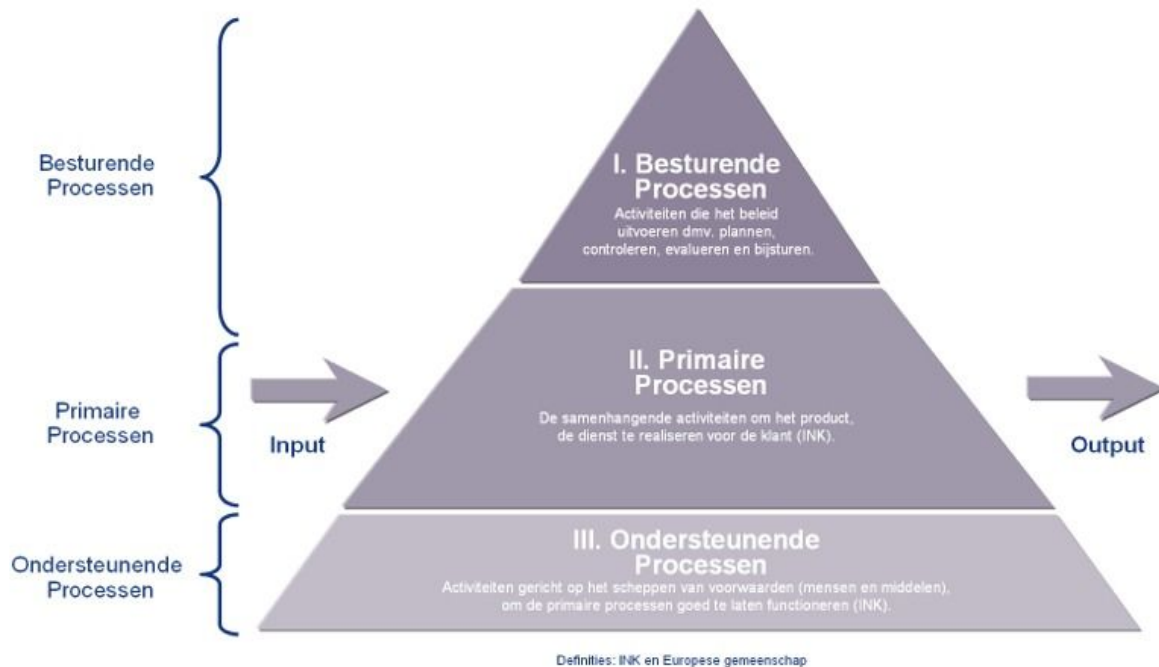 Besturende
Processen
I. Besturende
Processen
Activiteiten die het beleid
uitvoeren dmv. plannen,
controleren, evalueren en bijsturen.
Primaire
Processen
Input
II. Primaire
Processen
De samenhangende activiteiten om het product,
de dienst te realiseren voor de klant (INK).
Output
Ondersteunende
Processen
III. Ondersteunende
Processen
Activiteiten gericht op het scheppen van voorwaarden (mensen en middelen),
om de primaire processen goed te laten functioneren (INK).
Definities: INK en Europese gemeenschap